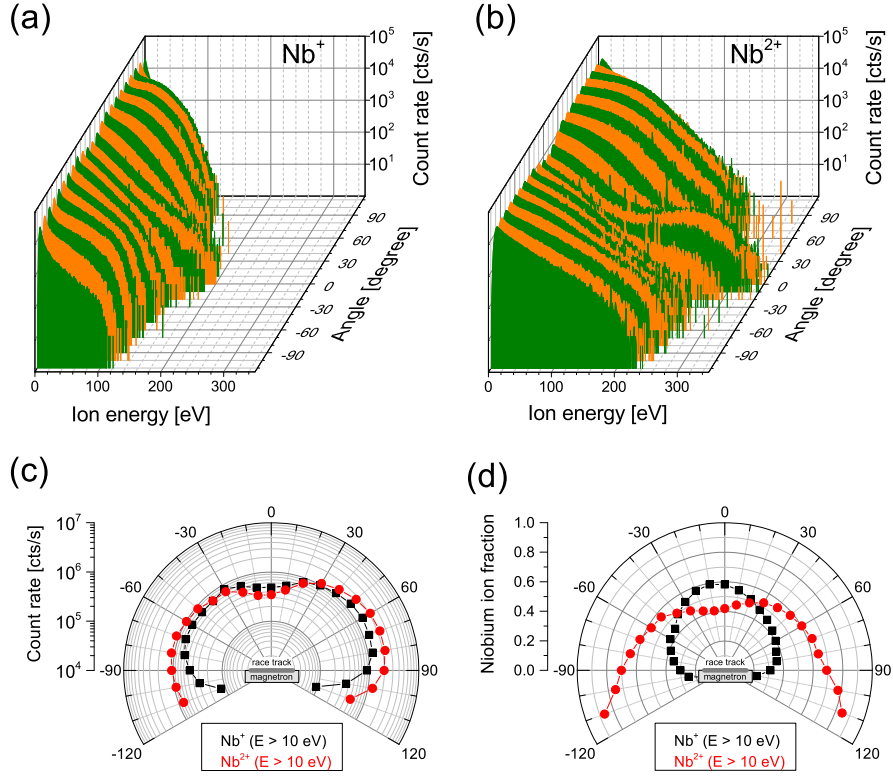 (a)
Nb+
10^5
10^4
10^3
10^2
10^1
Count rate [cts/s]
90
60
30
0
-30
-60
-90
Angle [degree]
0
100
200
300
Ion energy [eV]
(b)
Nb2+
10^5
10^4
10^3
10^2
10^1
Count rate [cts/s]
90
60
30
0
-30
-60
-90
Angle [degree]
0
100
200
300
Ion energy [eV]
(c)
10^7
10^6
10^5
10^4
Count rate [cts/s]
0
-30
30
-60
60
-90
90
-120
120
race track
magnetron
Nb+ (E > 10 eV)
Nb2+ (E > 10 eV)
(d)
1.0
0.8
0.6
0.4
0.2
0.0
Niobium ion fraction
0
-30
30
-60
60
-90
90
-120
120
race track
magnetron
Nb+ (E > 10 eV)
Nb2+ (E > 10 eV)